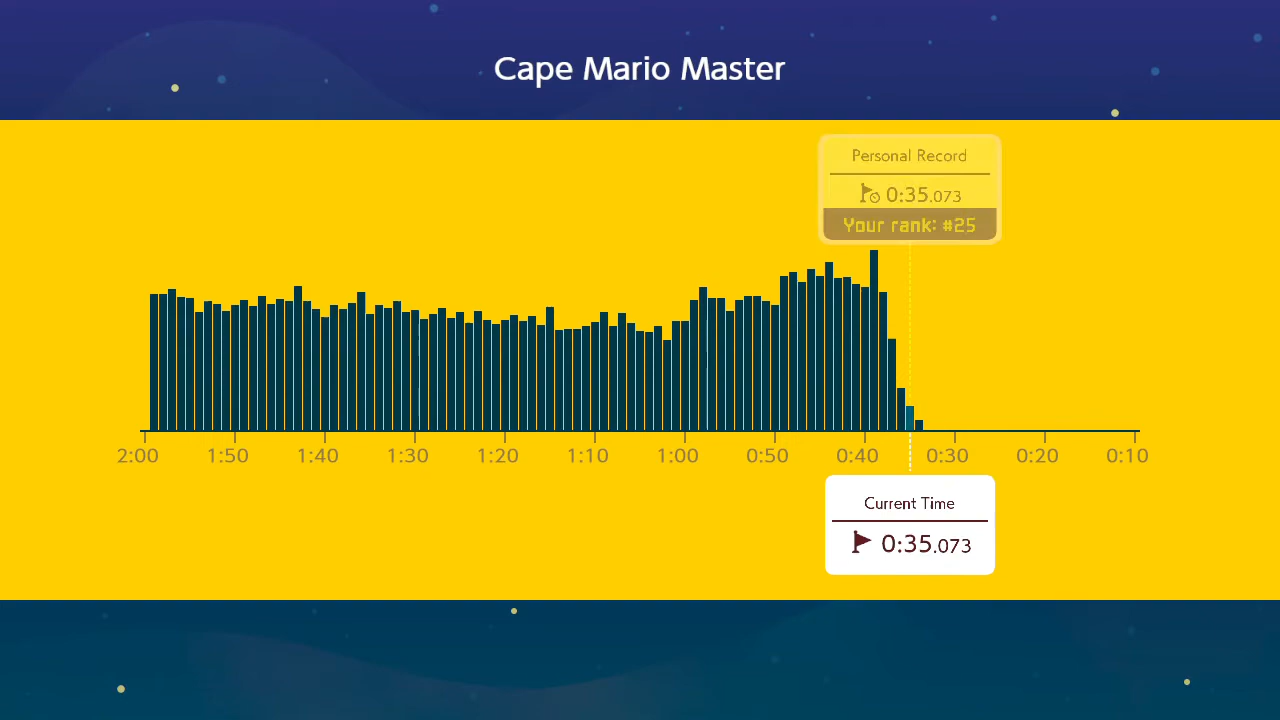 Cape Mario Master
Personal Record
0:35.073
Your rank: #25
2:00 1:50 1:40 1:30 1:20 1:10 1:00 0:50 0:40 0:30 0:20 0:10
Current Time
0:35.073